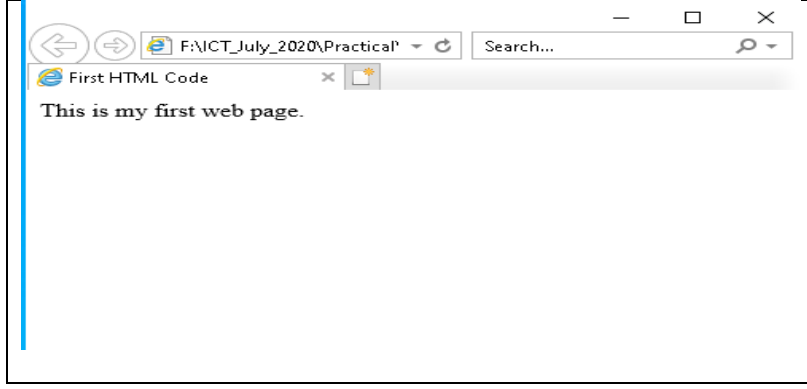 F:\ICT_July_2020\Practical\ Search...
First HTML Code
This is my first web page.